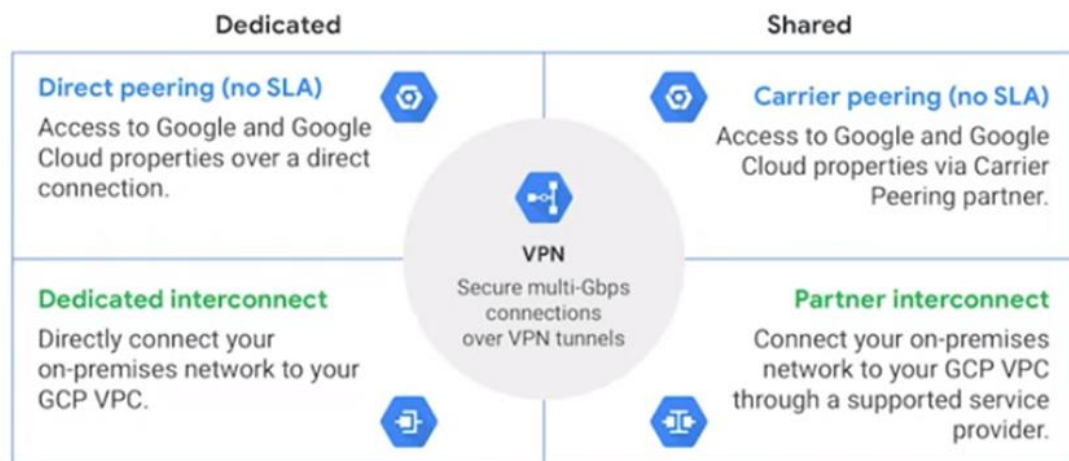 Dedicated
Shared
Direct peering (no SLA)
Access to Google and Google
Cloud properties over a direct
connection.
Carrier peering (no SLA)
Access to Google and Google
Cloud properties via Carrier
Peering partner.
VPN
Secure multi-Gbps
connections
over VPN tunnels
Dedicated interconnect
Directly connect your
on-premises network to your
GCP VPC.
Partner interconnect
Connect your on-premises
network to your GCP VPC
through a supported service
provider.